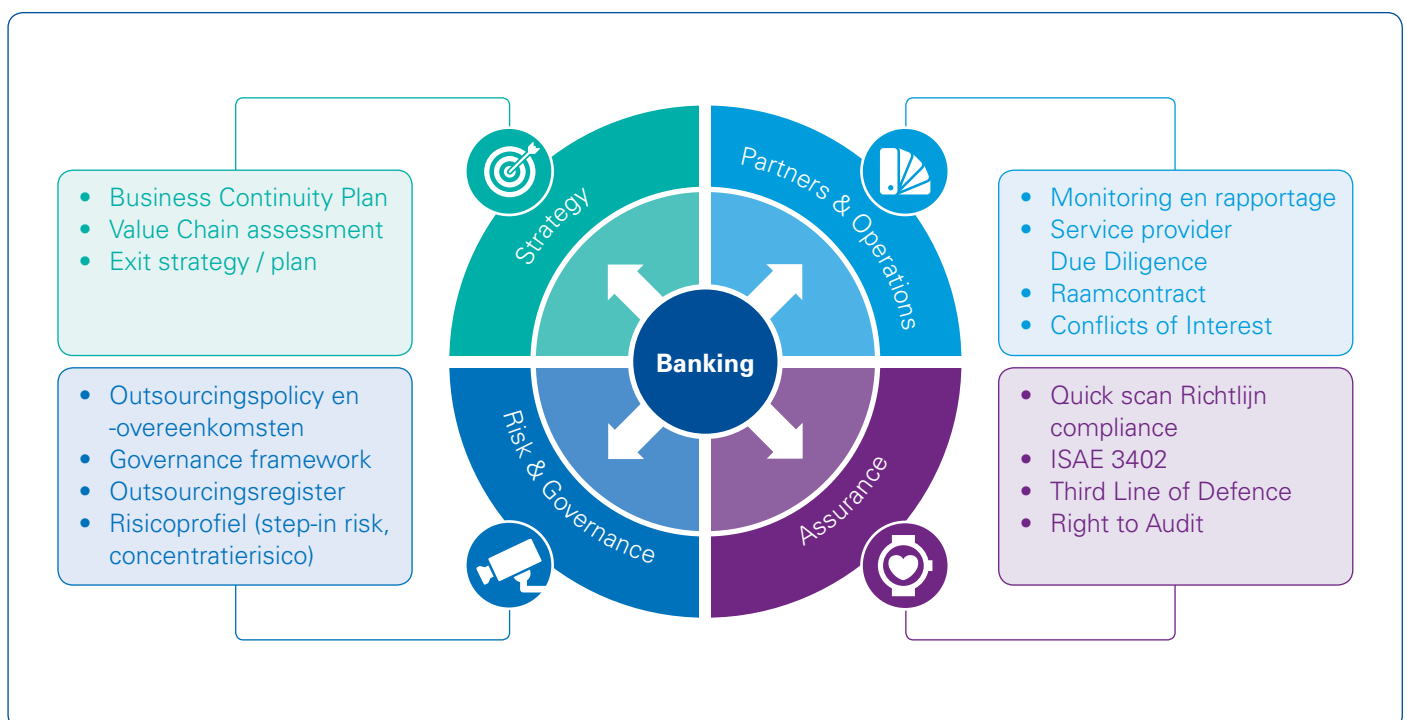 • Business Continuity Plan
• Value Chain assessment
• Exit strategy / plan
Strategy
Partners & Operations
• Monitoring en rapportage
• Service provider
Due Diligence
• Raamcontract
• Conflicts of Interest
Banking
• Outsourcingspolicy en
-overeenkomsten
• Governance framework
• Outsourcingsregister
• Risicoprofiel (step-in risk,
concentratierisico)
Risk & Governance
Assurance
• Quick scan Richtlijn
compliance
• ISAE 3402
• Third Line of Defence
• Right to Audit